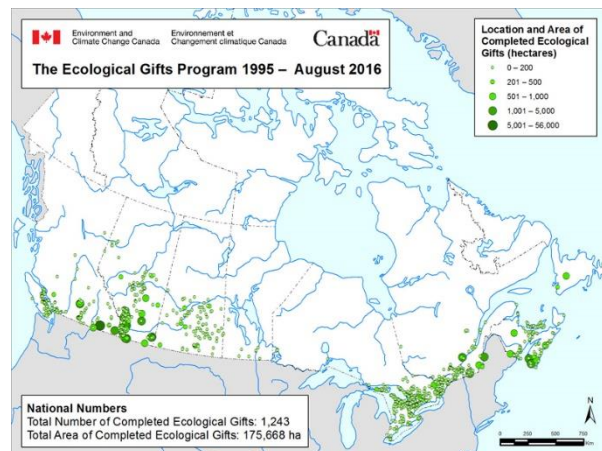 Environment and Environnement et
Climate Change Canada Changement climatique Canada
Canada
The Ecological Gifts Program 1995 – August 2016
Location and Area of
Completed Ecological
Gifts (hectares)
0 – 200
201 – 500
501 – 1,000
1,001 – 5,000
5,001 – 56,000
National Numbers
Total Number of Completed Ecological Gifts: 1,243
Total Area of Completed Ecological Gifts: 175,668 ha
N
0 250 500 750
Km